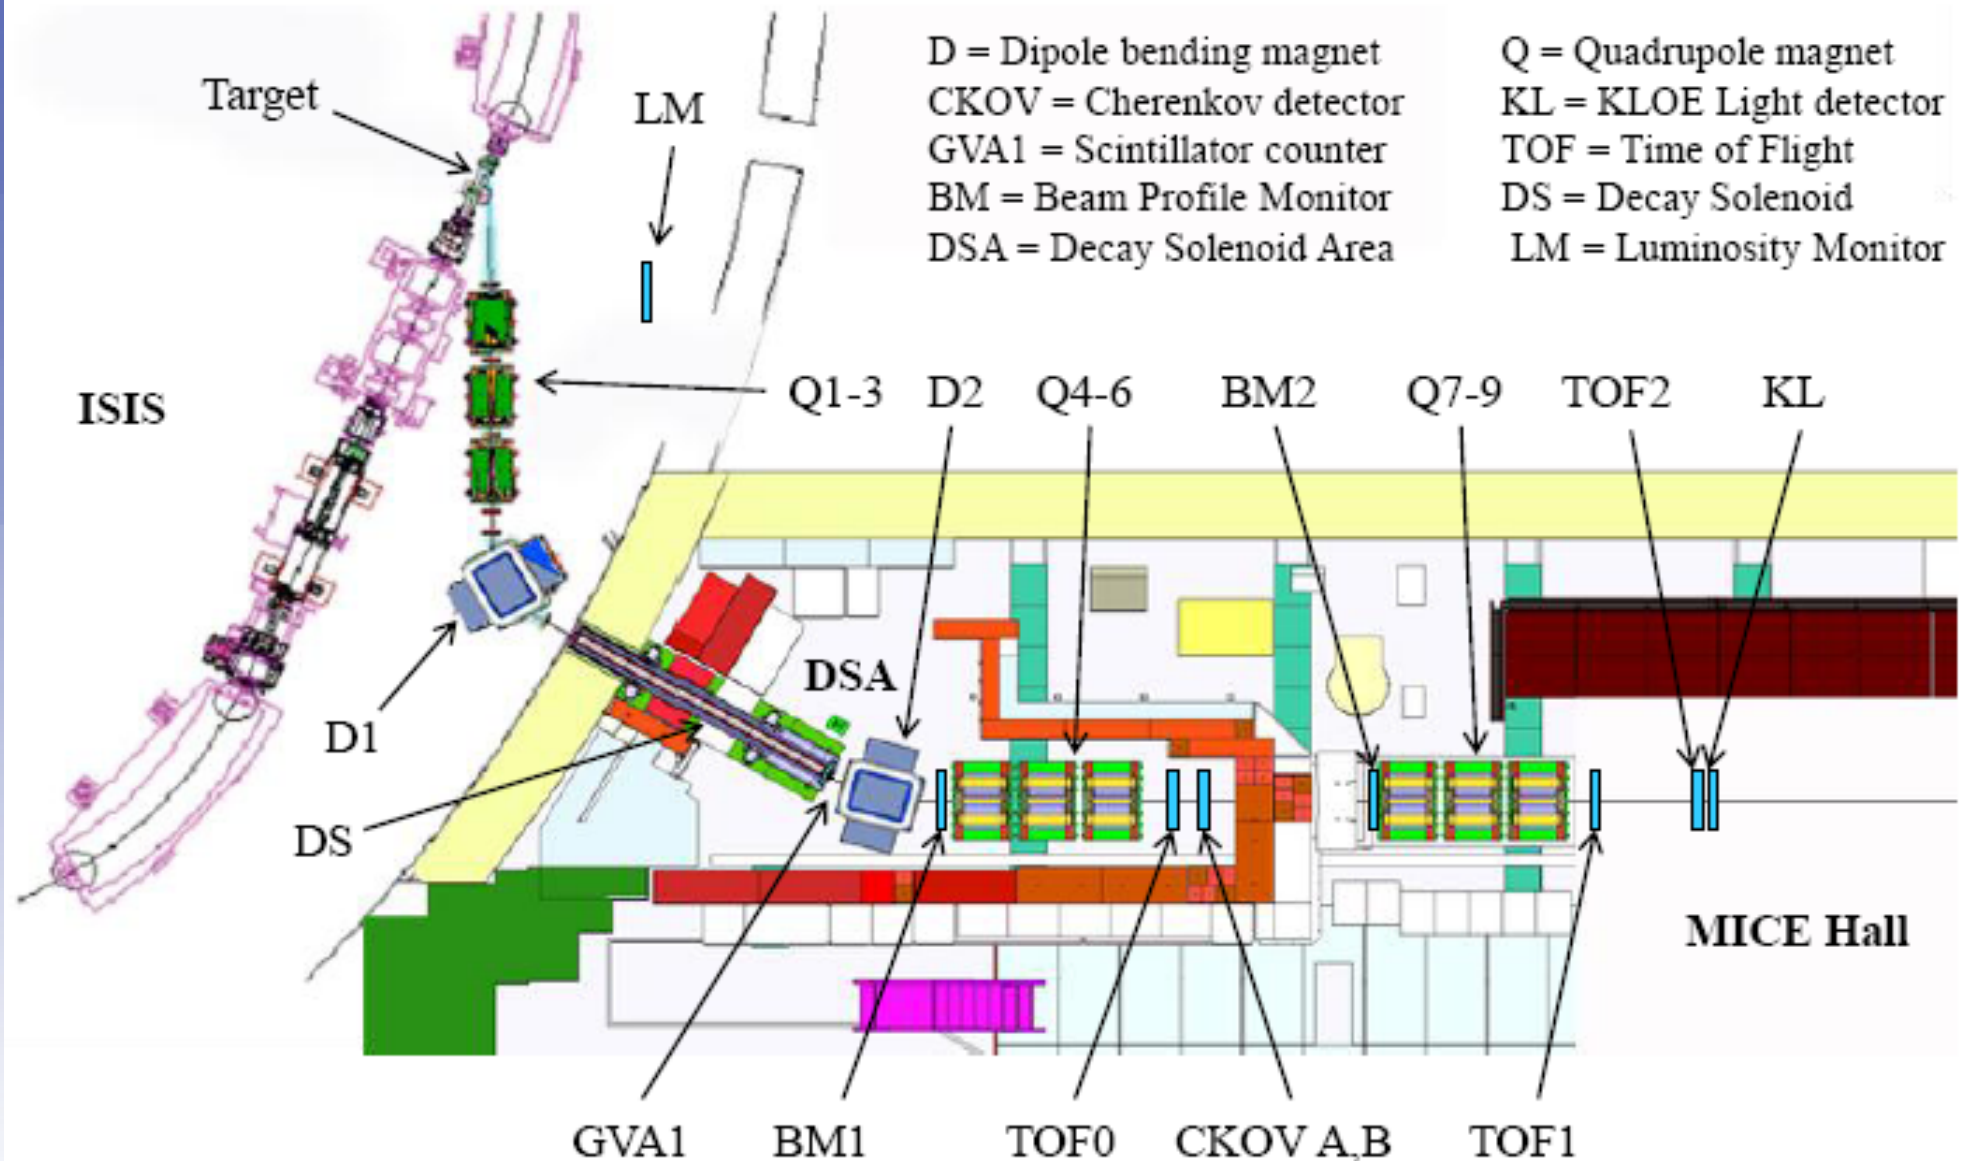 D = Dipole bending magnet
CKOV = Cherenkov detector
GVA1 = Scintillator counter
BM = Beam Profile Monitor
DSA = Decay Solenoid Area
Q = Quadrupole magnet
KL = KLOE Light detector
TOF = Time of Flight
DS = Decay Solenoid
LM = Luminosity Monitor
Target
LM
ISIS
Q1-3
D2
Q4-6
BM2
Q7-9
TOF2
KL
DSA
D1
DS
MICE Hall
GVA1
BM1
TOF0
CKOV A,B
TOF1